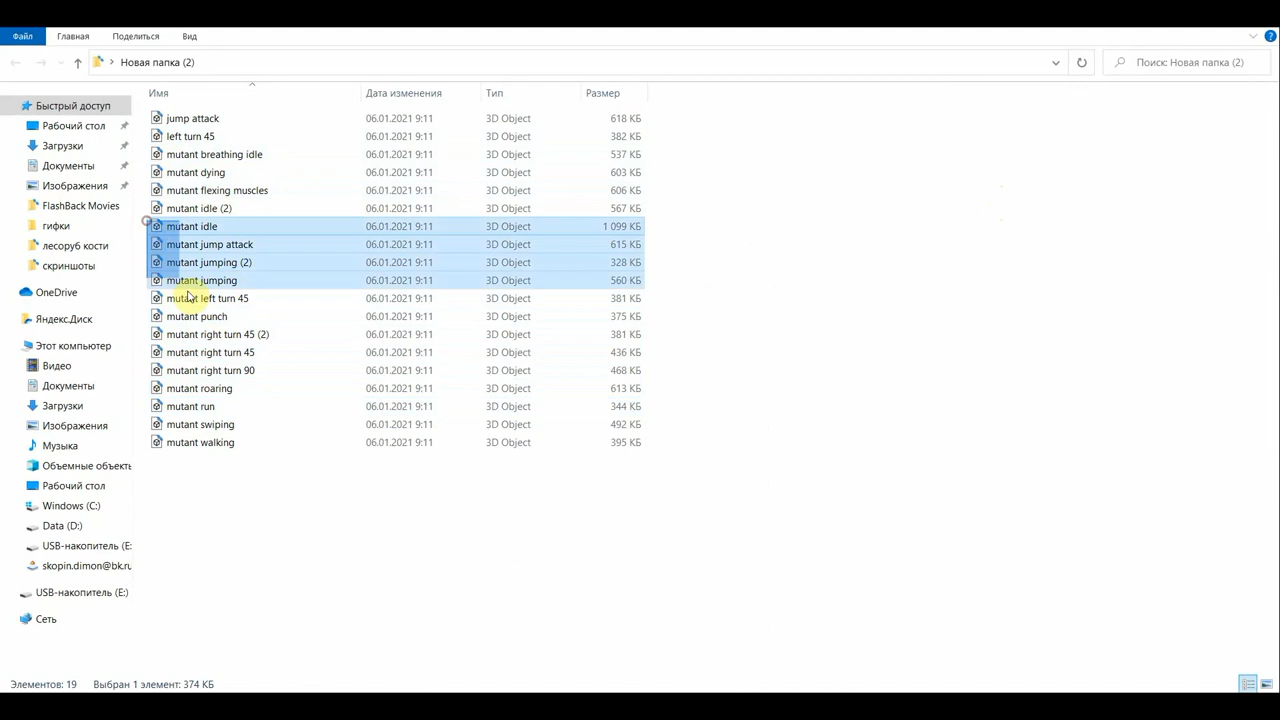 Файл Главная Поделиться Вид
Новая папка (2) Поиск: Новая папка (2)
Имя Дата изменения Тип Размер
Быстрый доступ
Рабочий стол
Загрузки
Документы
Изображения
FlashBack Movies
гифки
лесоруб кости
скриншоты
OneDrive
Яндекс.Диск
Этот компьютер
Видео
Документы
Загрузки
Изображения
Музыка
Объемные объекты
Рабочий стол
Windows (C:)
Data (D:)
USB-накопитель (E:
skopin.dimon@bk.ru
USB-накопитель (E:)
Сеть
jump attack 06.01.2021 9:11 3D Object 618 КБ
left turn 45 06.01.2021 9:11 3D Object 382 КБ
mutant breathing idle 06.01.2021 9:11 3D Object 537 КБ
mutant dying 06.01.2021 9:11 3D Object 603 КБ
mutant flexing muscles 06.01.2021 9:11 3D Object 606 КБ
mutant idle (2) 06.01.2021 9:11 3D Object 567 КБ
mutant idle 06.01.2021 9:11 3D Object 1 099 КБ
mutant jump attack 06.01.2021 9:11 3D Object 615 КБ
mutant jumping (2) 06.01.2021 9:11 3D Object 328 КБ
mutant jumping 06.01.2021 9:11 3D Object 560 КБ
mutant left turn 45 06.01.2021 9:11 3D Object 381 КБ
mutant punch 06.01.2021 9:11 3D Object 375 КБ
mutant right turn 45 (2) 06.01.2021 9:11 3D Object 381 КБ
mutant right turn 45 06.01.2021 9:11 3D Object 436 КБ
mutant right turn 90 06.01.2021 9:11 3D Object 468 КБ
mutant roaring 06.01.2021 9:11 3D Object 613 КБ
mutant run 06.01.2021 9:11 3D Object 344 КБ
mutant swiping 06.01.2021 9:11 3D Object 492 КБ
mutant walking 06.01.2021 9:11 3D Object 395 КБ
Элементов: 19 Выбран 1 элемент: 374 КБ